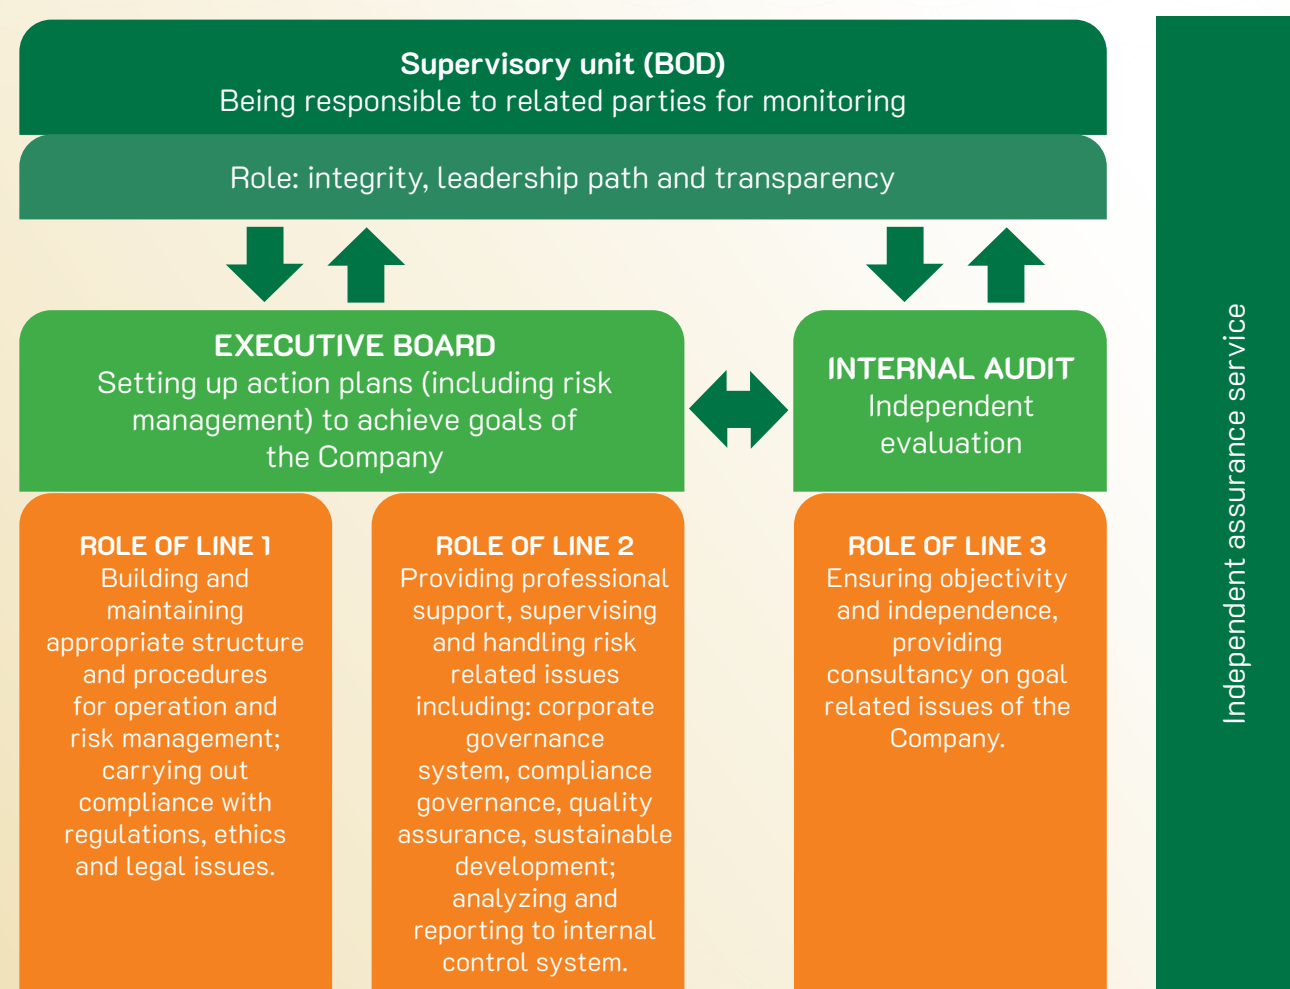 Supervisory unit (BOD)
Being responsible to related parties for monitoring
Role: integrity, leadership path and transparency
EXECUTIVE BOARD
Setting up action plans (including risk
management) to achieve goals of
the Company
INTERNAL AUDIT
Independent
evaluation
ROLE OF LINE 1
Building and
maintaining
appropriate structure
and procedures
for operation and
risk management;
carrying out
compliance with
regulations, ethics
and legal issues.
ROLE OF LINE 2
Providing professional
support, supervising
and handling risk
related issues
including: corporate
governance
system, compliance
governance, quality
assurance, sustainable
development;
analyzing and
reporting to internal
control system.
ROLE OF LINE 3
Ensuring objectivity
and independence,
providing
consultancy on goal
related issues of the
Company.
Independent assurance service